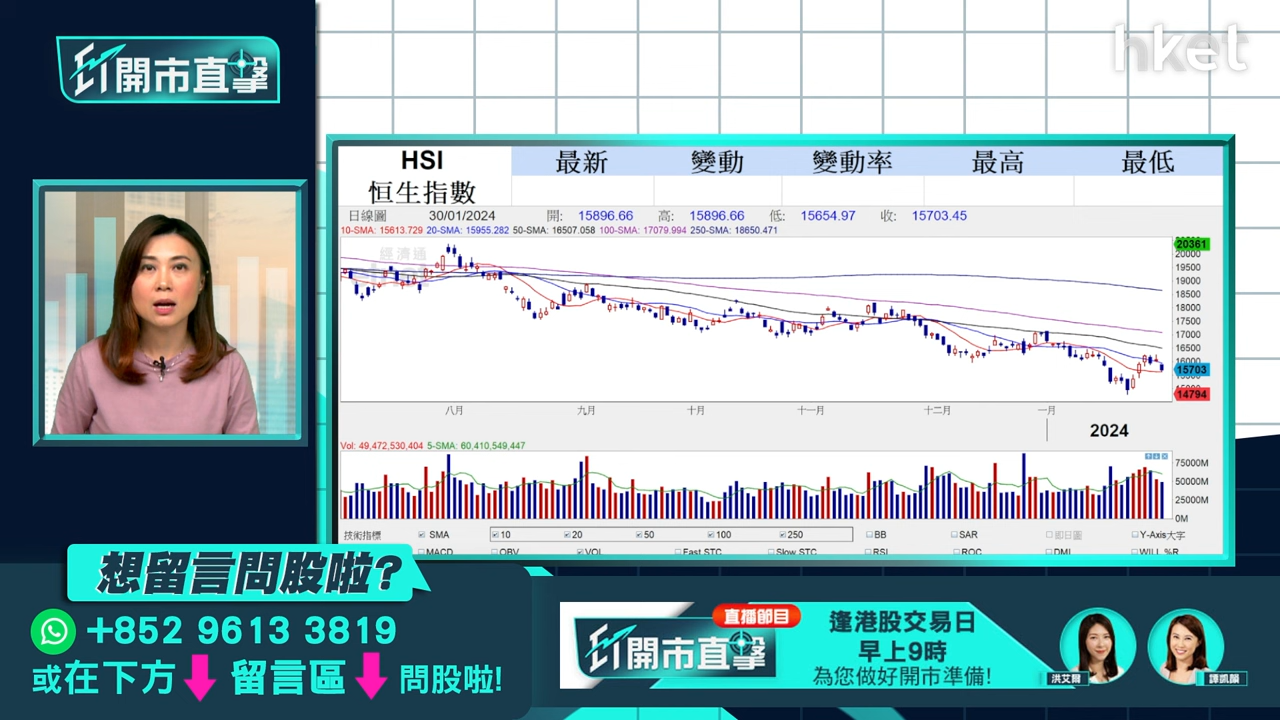 hket
ET開市直擊
HSI
恒生指數
最新 變動 變動率 最高 最低
日線圖 30/01/2024 開: 15896.66 高: 15896.66 低: 15654.97 收: 15703.45
10-SMA: 15613.729 20-SMA: 15955.282 50-SMA: 16507.058 100-SMA: 17079.994 250-SMA: 18650.471
經濟通
20361
20000
19500
19000
18500
18000
17500
17000
16500
16000
15703
14794
八月 九月 十月 十一月 十二月 一月
2024
Vol: 49,472,530,404 5-SMA: 60,410,549,447
75000M
50000M
25000M
0M
技術指標 SMA 10 20 50 100 250 BB SAR 即日圖 Y-Axis大字
MACD OBV VOL Fast STC Slow STC RSI ROC DMI WILL %R
想留言問股啦?
+852 9613 3819
或在下方 留言區 問股啦!
直播節目
ET開市直擊
逢港股交易日
早上9時
為您做好開市準備!
洪艾爾 譚凱韻